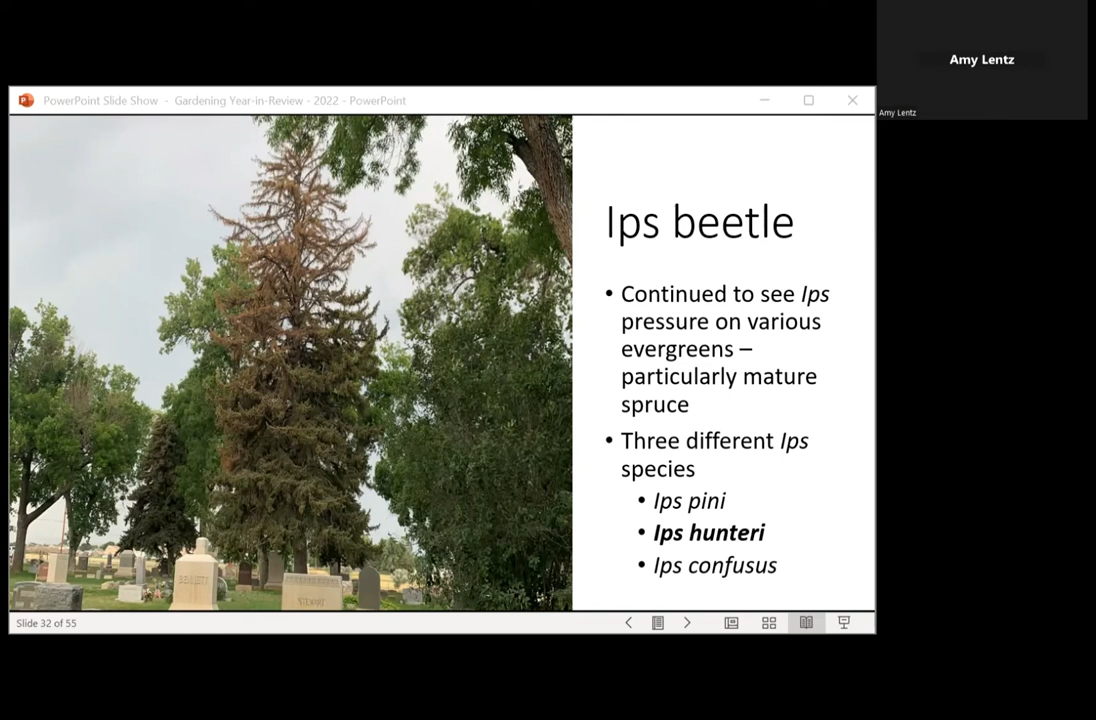 Amy Lentz
Amy Lentz
PowerPoint Slide Show - Gardening Year-in-Review - 2022 - PowerPoint
Ips beetle
• Continued to see Ips
pressure on various
evergreens –
particularly mature
spruce
• Three different Ips
species
• Ips pini
• Ips hunteri
• Ips confusus
BENNETT
STEWART
Slide 32 of 55